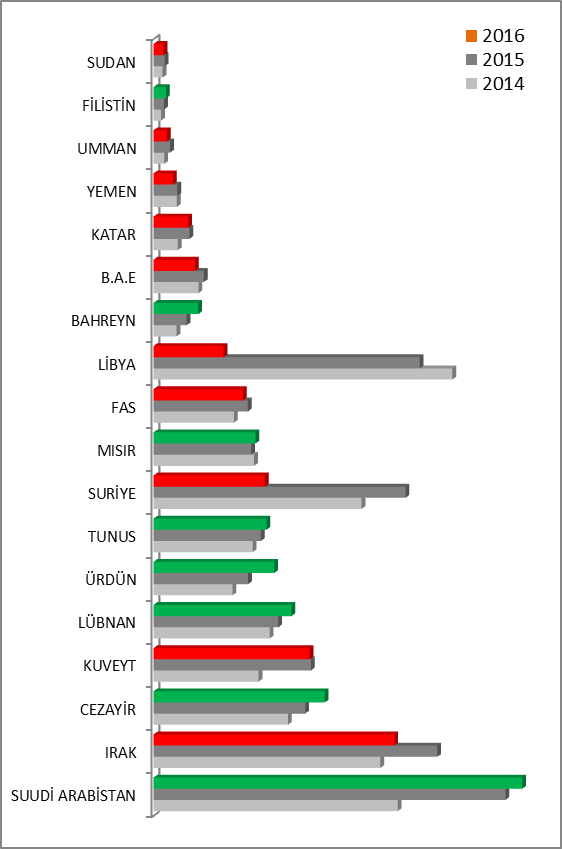 2016
2015
2014
SUDAN
FİLİSTİN
UMMAN
YEMEN
KATAR
B.A.E
BAHREYN
LİBYA
FAS
MISIR
SURİYE
TUNUS
ÜRDÜN
LÜBNAN
KUVEYT
CEZAYİR
IRAK
SUUDİ ARABİSTAN